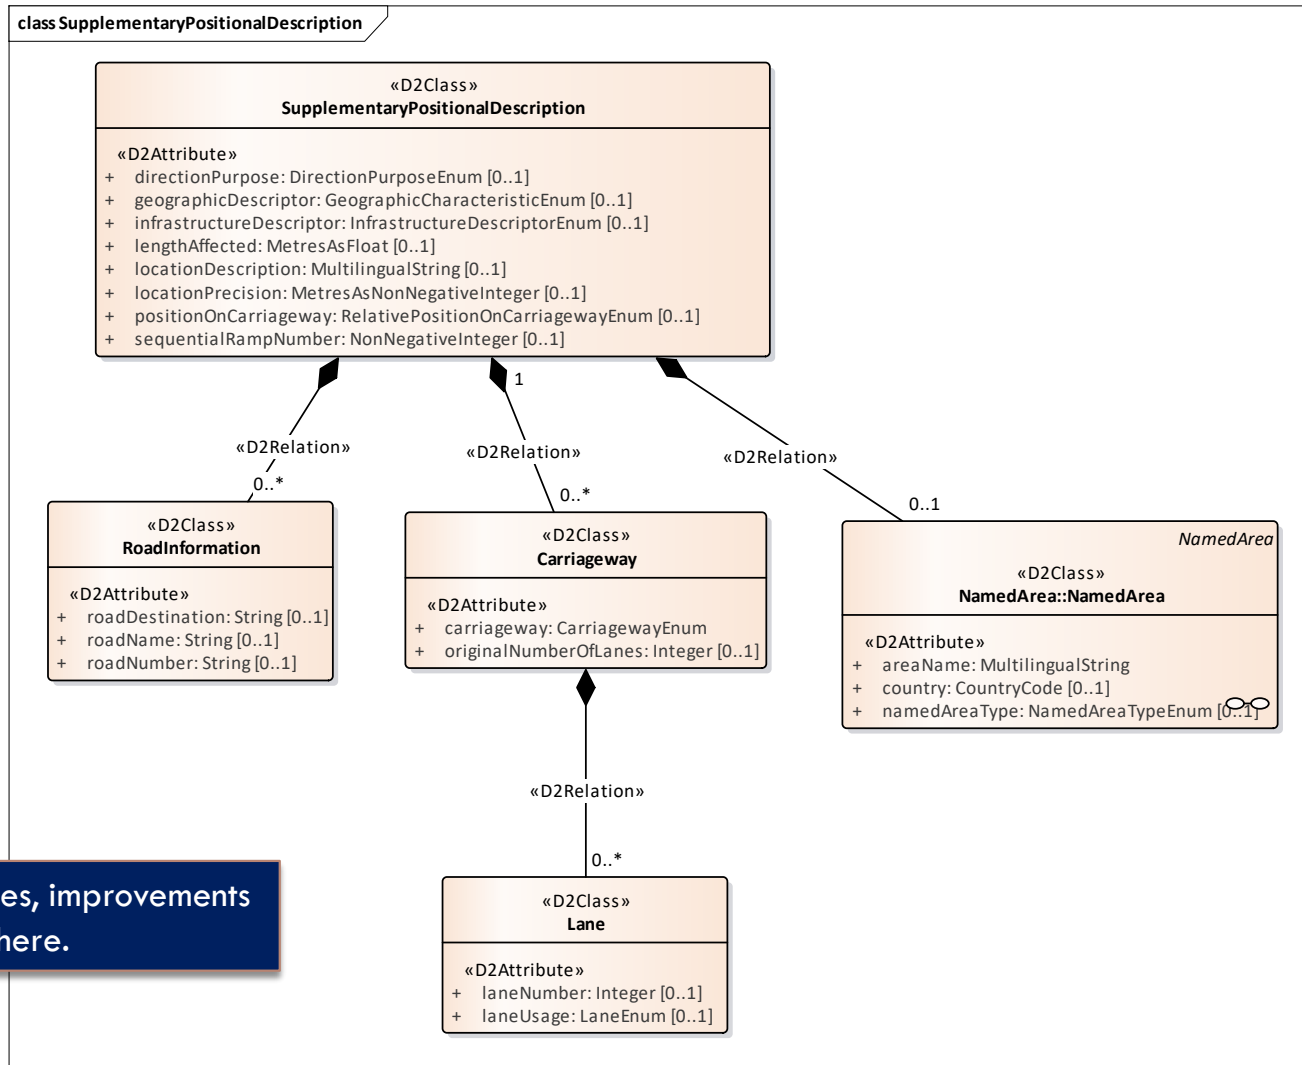 class SupplementaryPositionalDescription
«D2Class»
SupplementaryPositionalDescription
«D2Attribute»
+ directionPurpose: DirectionPurposeEnum [0..1]
+ geographicDescriptor: GeographicCharacteristicEnum [0..1]
+ infrastructureDescriptor: InfrastructureDescriptorEnum [0..1]
+ lengthAffected: MetresAsFloat [0..1]
+ locationDescription: MultilingualString [0..1]
+ locationPrecision: MetresAsNonNegativeInteger [0..1]
+ positionOnCarriageway: RelativePositionOnCarriagewayEnum [0..1]
+ sequentialRampNumber: NonNegativeInteger [0..1]
1
«D2Relation»
«D2Relation»
«D2Relation»
0..*
0..*
0..1
«D2Class»
RoadInformation
«D2Attribute»
+ roadDestination: String [0..1]
+ roadName: String [0..1]
+ roadNumber: String [0..1]
«D2Class»
Carriageway
«D2Attribute»
+ carriageway: CarriagewayEnum
+ originalNumberOfLanes: Integer [0..1]
NamedArea
«D2Class»
NamedArea::NamedArea
«D2Attribute»
+ areaName: MultilingualString
+ country: CountryCode [0..1]
+ namedAreaType: NamedAreaTypeEnum [0..1]
«D2Relation»
0..*
es, improvements
here.
«D2Class»
Lane
«D2Attribute»
+ laneNumber: Integer [0..1]
+ laneUsage: LaneEnum [0..1]